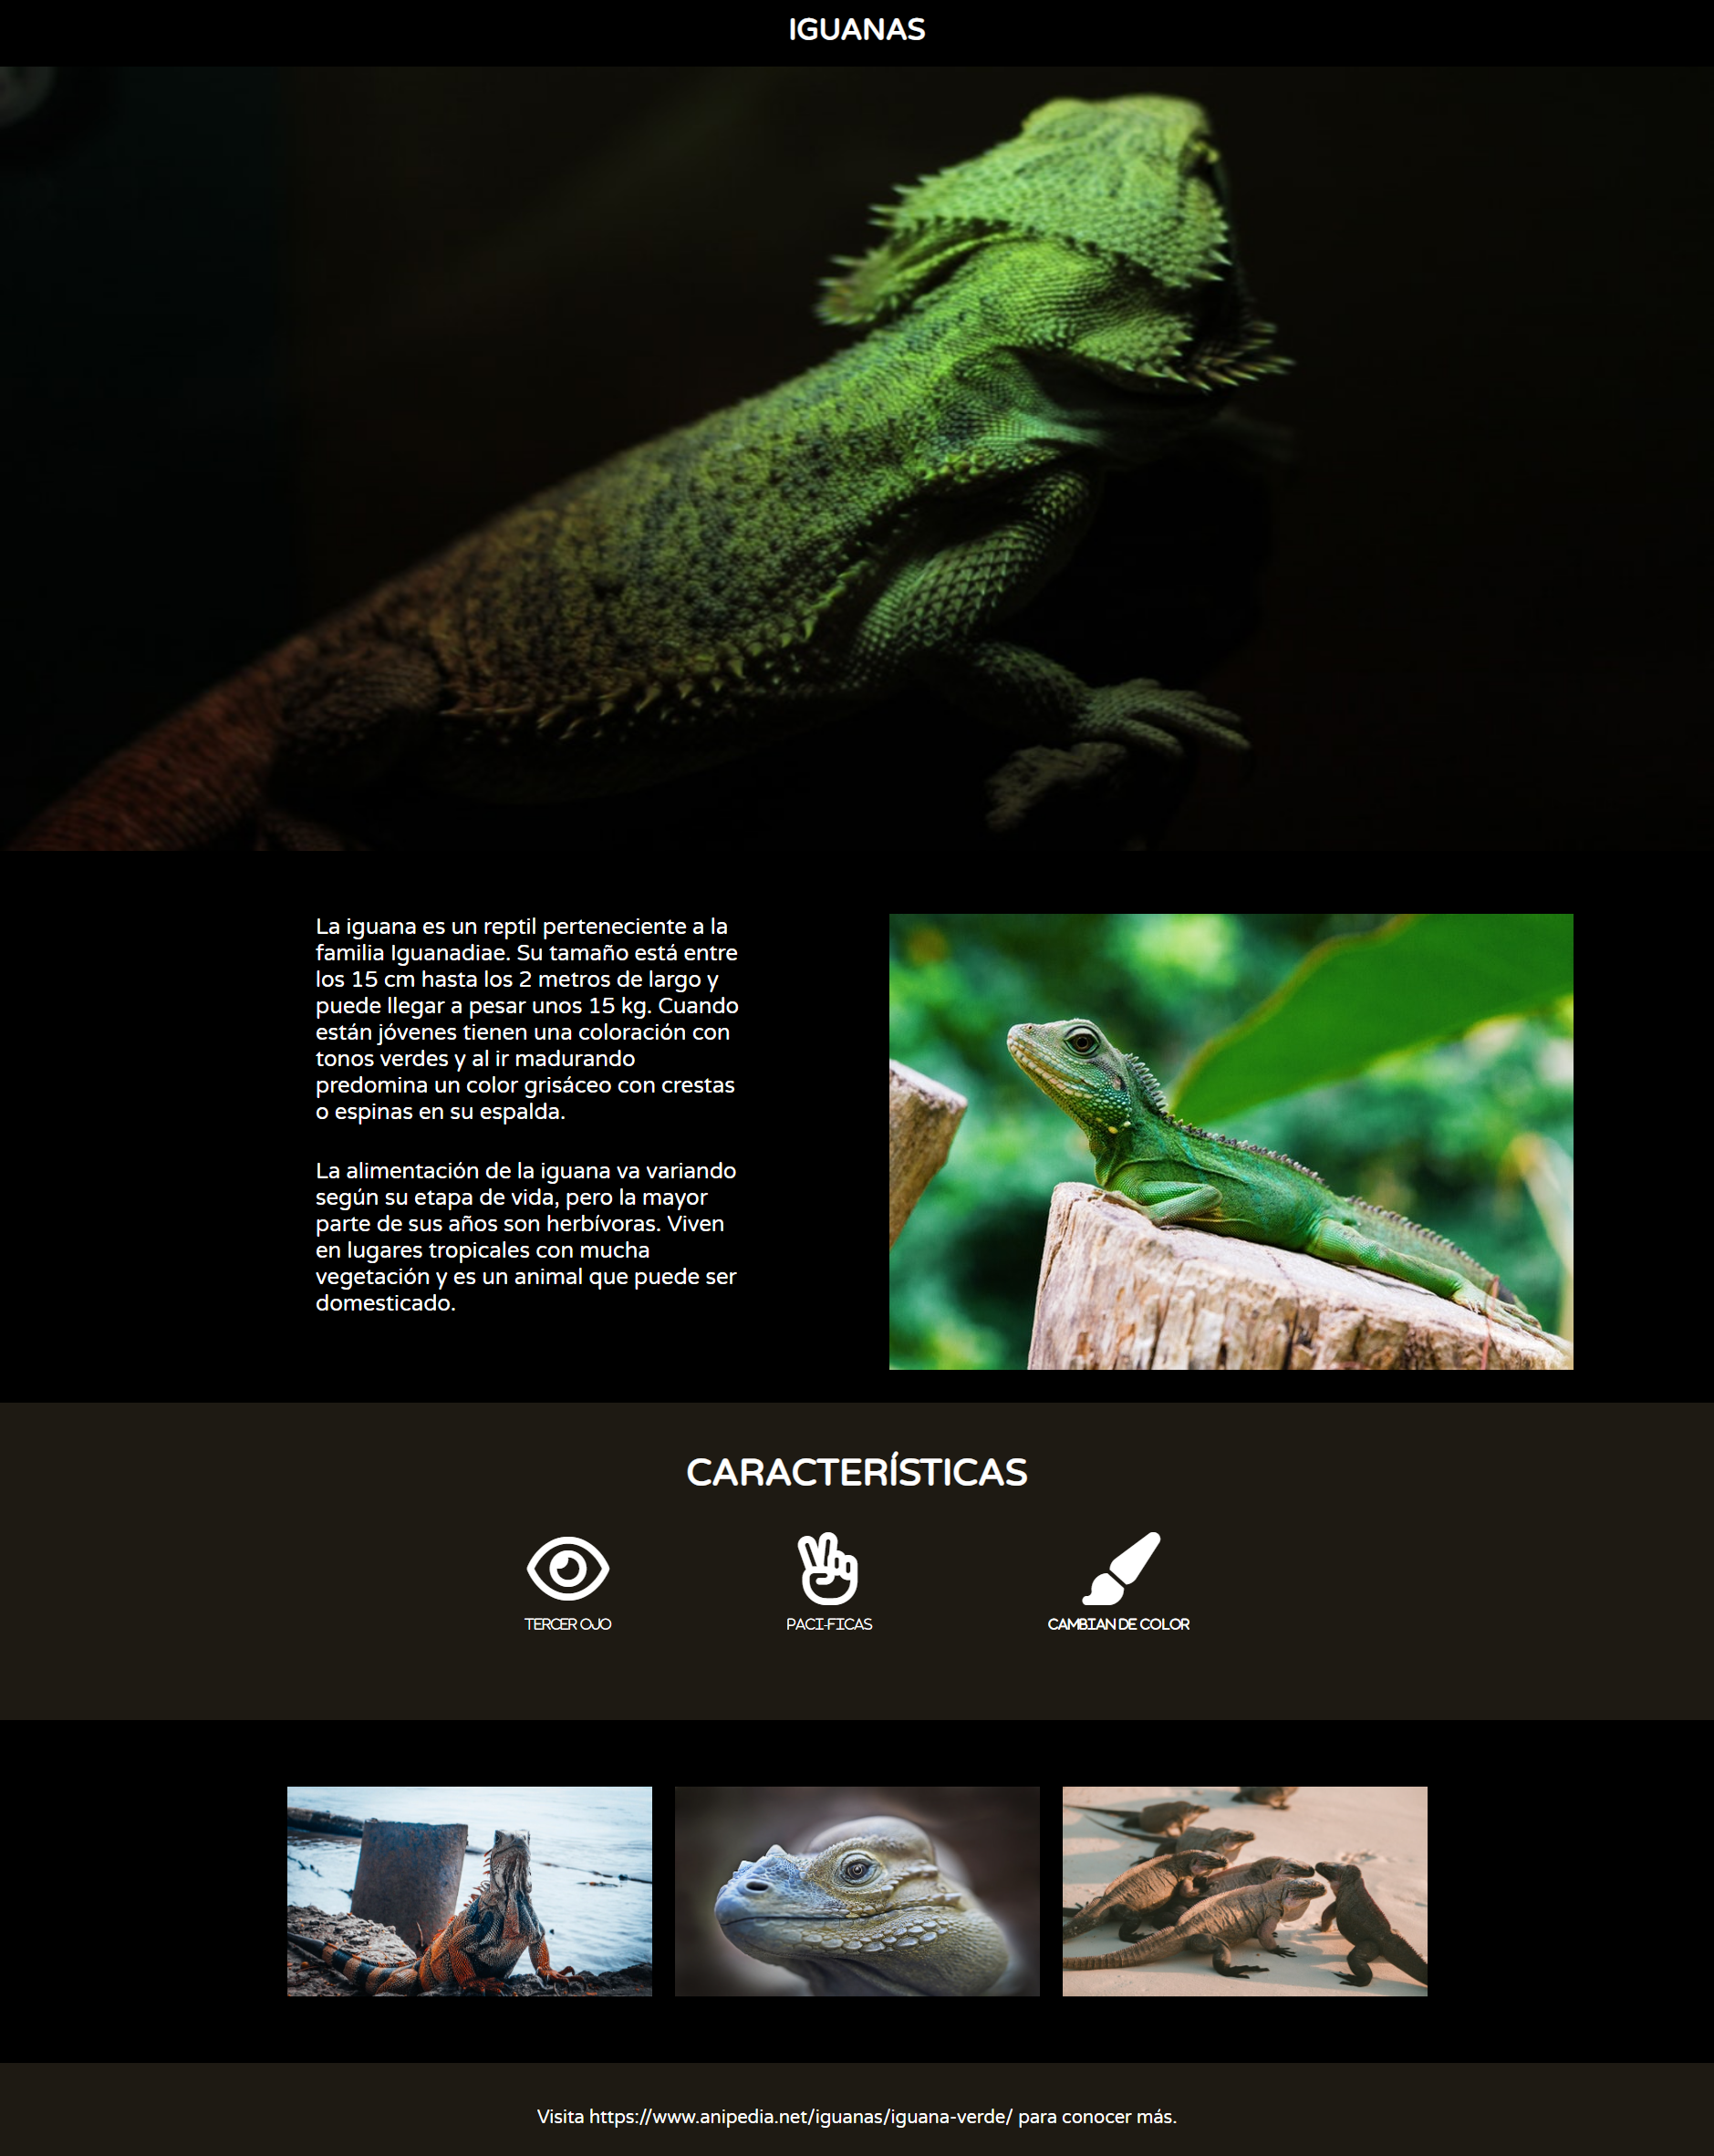 IGUANAS
La iguana es un reptil perteneciente a la
familia Iguanadiae. Su tamaño está entre
los 15 cm hasta los 2 metros de largo y
puede llegar a pesar unos 15 kg. Cuando
están jóvenes tienen una coloración con
tonos verdes y al ir madurando
predomina un color grisáceo con crestas
o espinas en su espalda.
La alimentación de la iguana va variando
según su etapa de vida, pero la mayor
parte de sus años son herbívoras. Viven
en lugares tropicales con mucha
vegetación y es un animal que puede ser
domesticado.
CARACTERÍSTICAS
TERCER OJO
PACI-FICAS
CAMBIAN DE COLOR
Visita https://www.anipedia.net/iguanas/iguana-verde/ para conocer más.